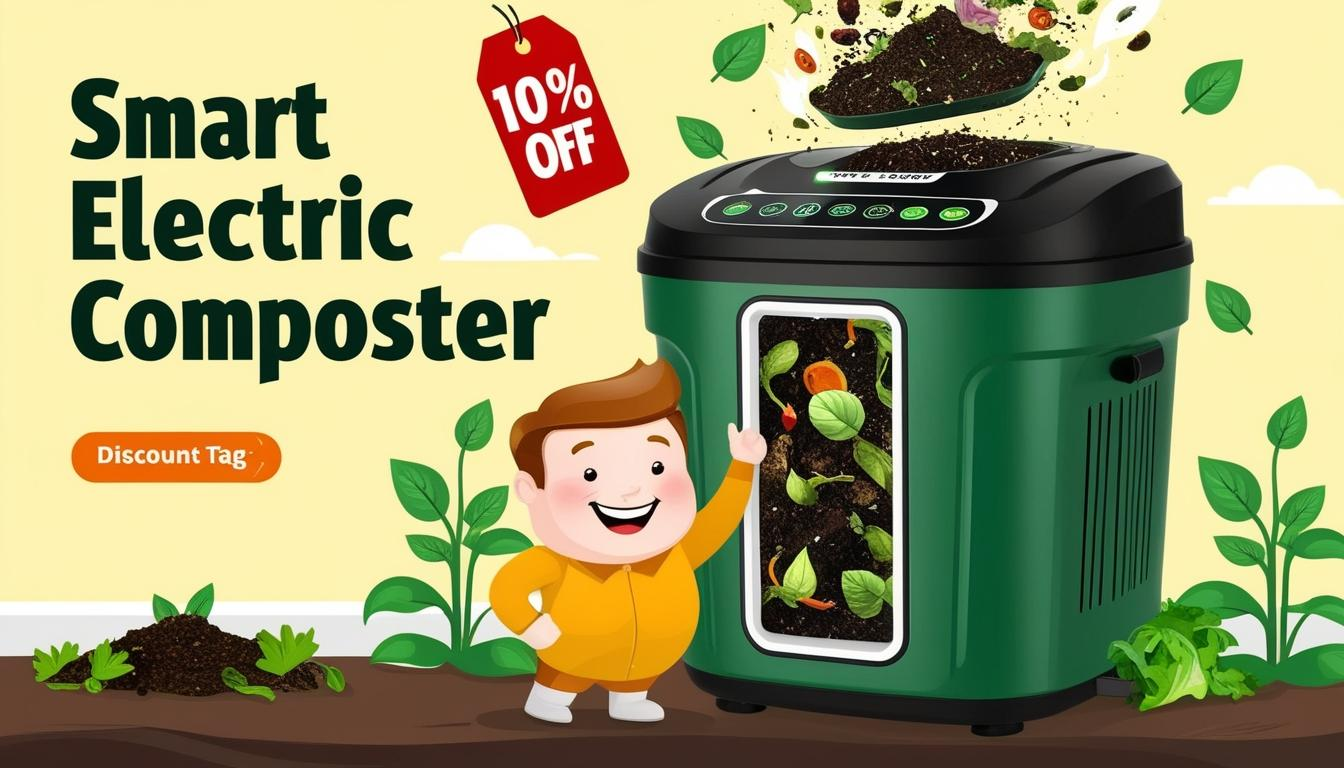 Smart
Electric
Composter
10%
OFF
Discount Tag